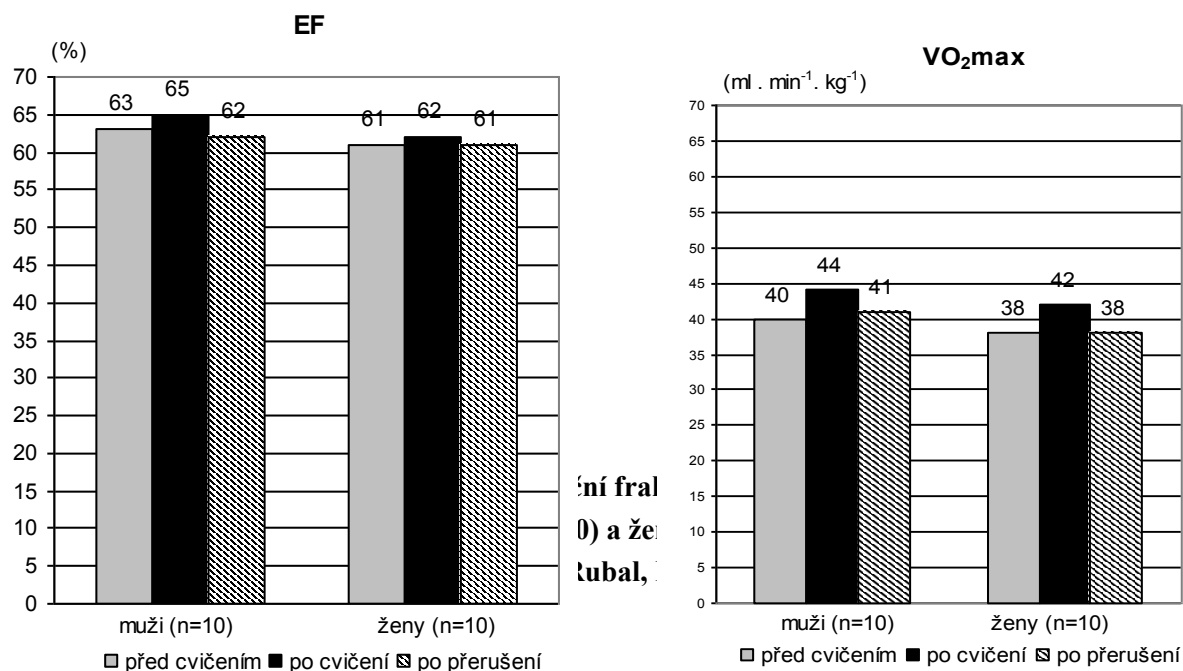 EF
(%)
70
65
60
55
50
45
40
35
30
25
20
15
10
5
0
63
65
62
61
62
61
muži (n=10)
ženy (n=10)
před cvičením
po cvičení
po přerušení
ční
0) a
Rubal,
VO₂max
(ml . min⁻¹. kg⁻¹)
70
65
60
55
50
45
40
35
30
25
20
15
10
5
0
40
44
41
38
42
38
muži (n=10)
ženy (n=10)
před cvičením
po cvičení
po přerušení